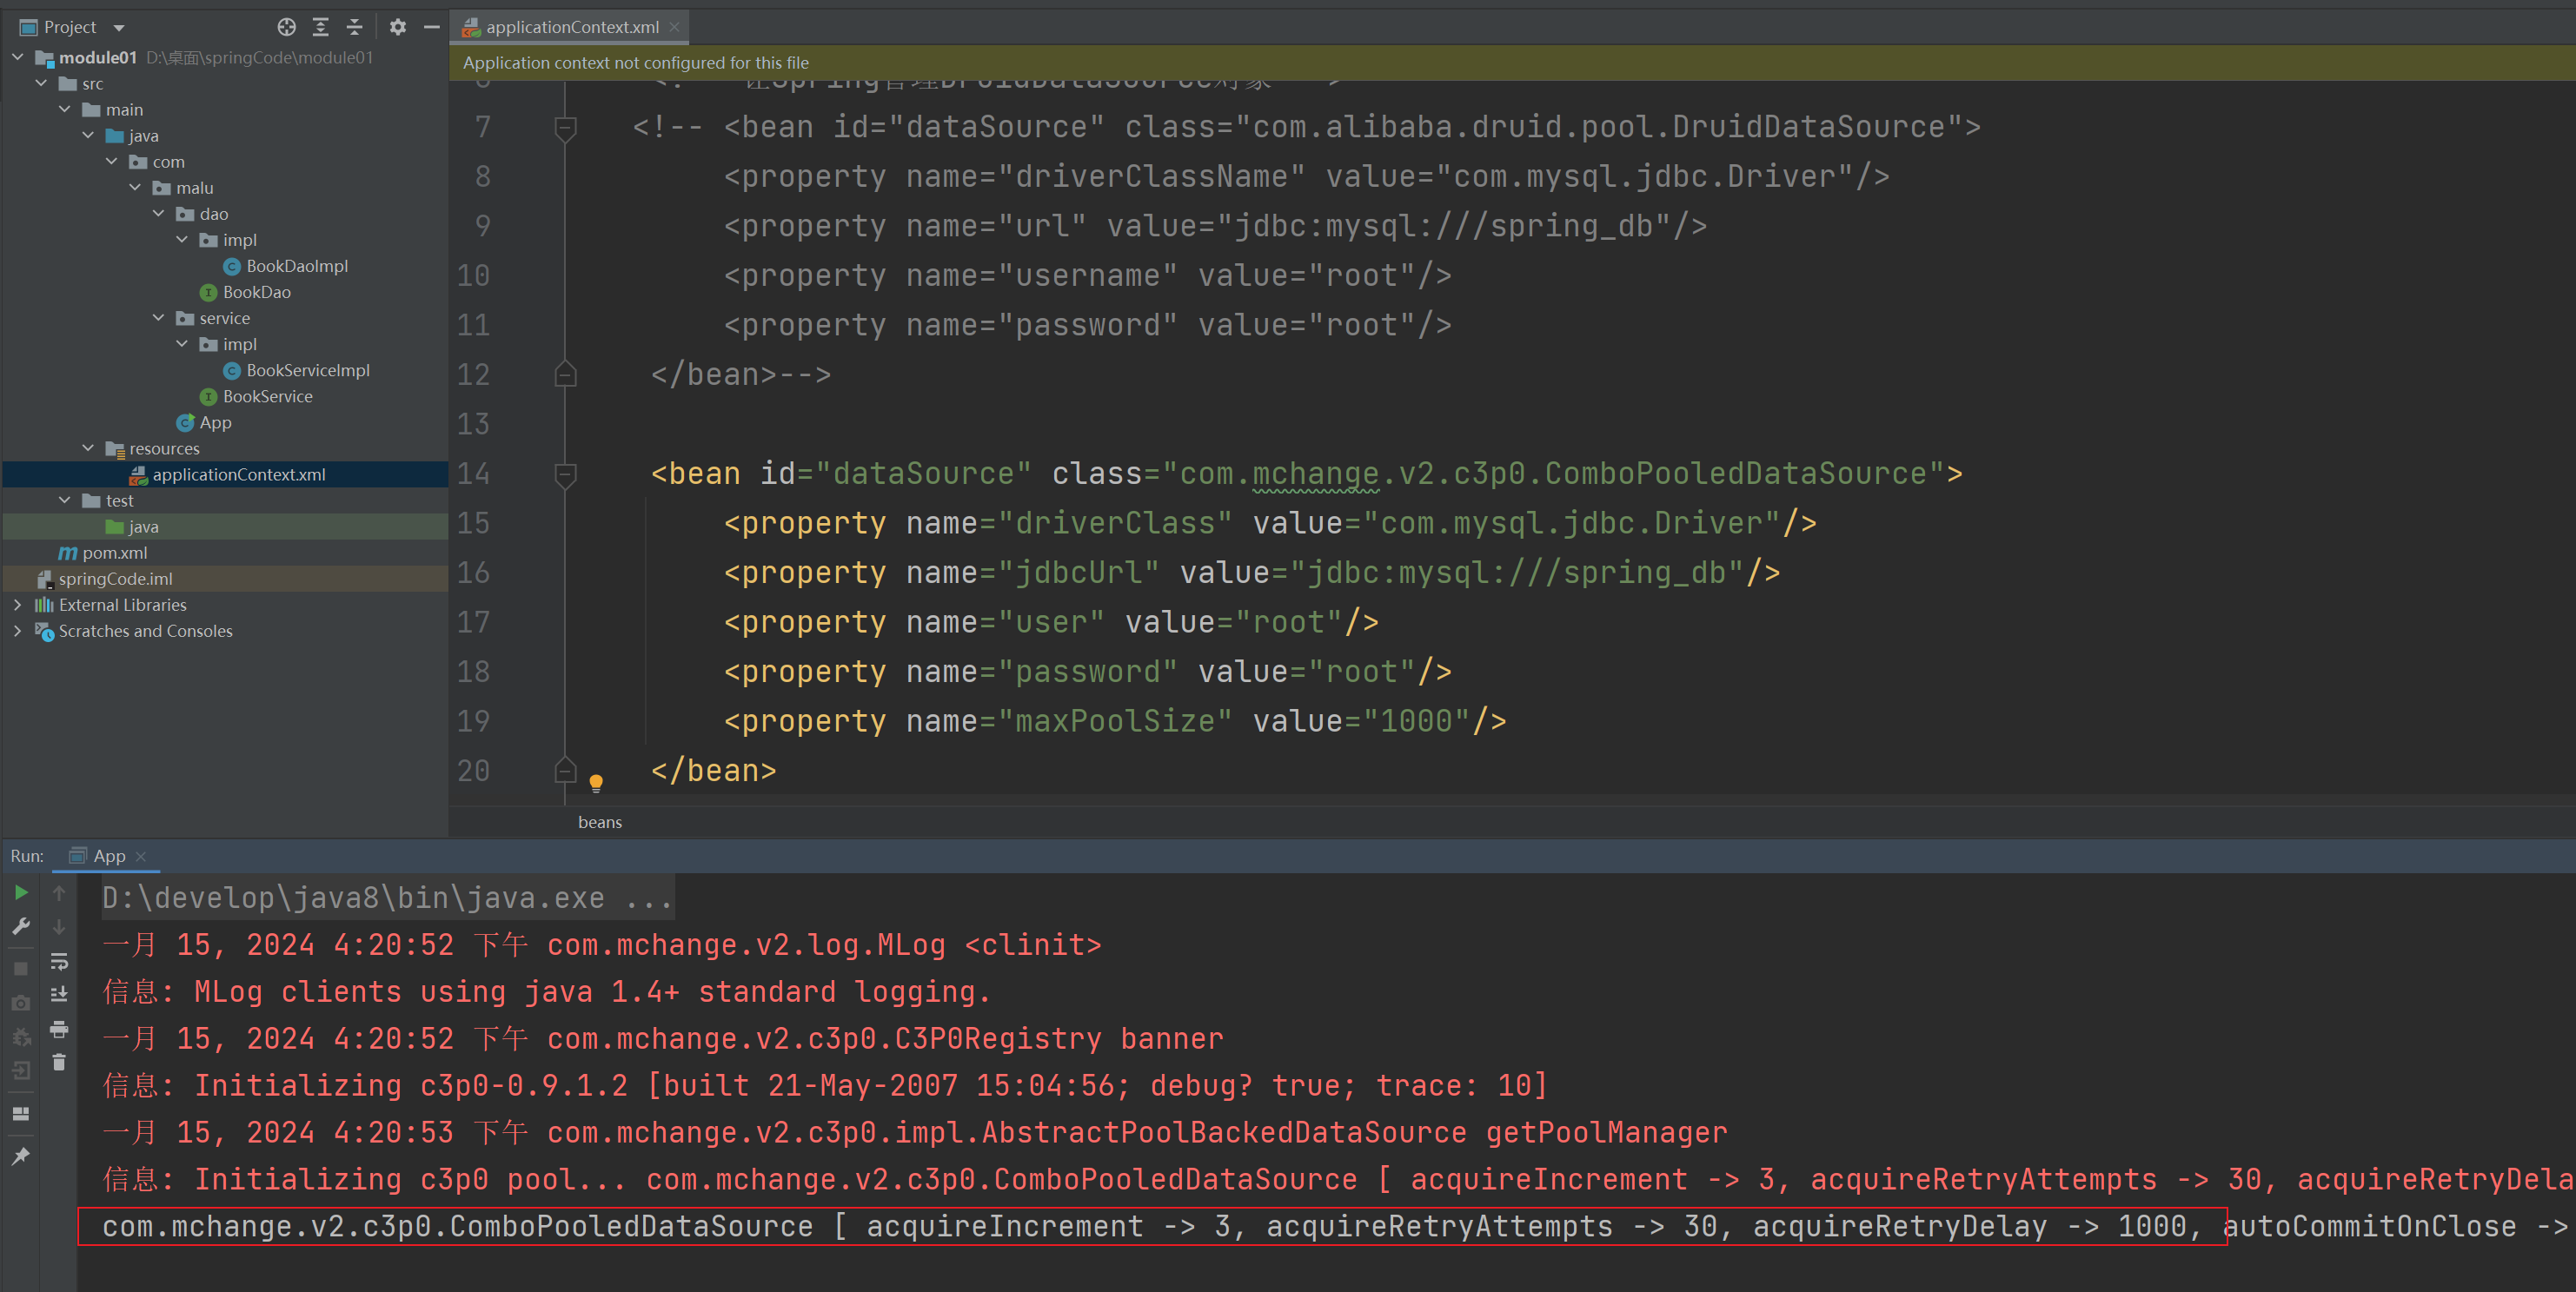 Project
module01 D:\桌面\springCode\module01
src
main
java
com
malu
dao
impl
BookDaoImpl
BookDao
service
impl
BookServiceImpl
BookService
App
resources
applicationContext.xml
test
java
pom.xml
springCode.iml
External Libraries
Scratches and Consoles
applicationContext.xml
Application context not configured for this file
7 <!-- <bean id="dataSource" class="com.alibaba.druid.pool.DruidDataSource">
8 <property name="driverClassName" value="com.mysql.jdbc.Driver"/>
9 <property name="url" value="jdbc:mysql:///spring_db"/>
10 <property name="username" value="root"/>
11 <property name="password" value="root"/>
12 </bean>-->
13
14 <bean id="dataSource" class="com.mchange.v2.c3p0.ComboPooledDataSource">
15 <property name="driverClass" value="com.mysql.jdbc.Driver"/>
16 <property name="jdbcUrl" value="jdbc:mysql:///spring_db"/>
17 <property name="user" value="root"/>
18 <property name="password" value="root"/>
19 <property name="maxPoolSize" value="1000"/>
20 </bean>
beans
Run: App
D:\develop\java8\bin\java.exe ...
一月 15, 2024 4:20:52 下午 com.mchange.v2.log.MLog <clinit>
信息: MLog clients using java 1.4+ standard logging.
一月 15, 2024 4:20:52 下午 com.mchange.v2.c3p0.C3P0Registry banner
信息: Initializing c3p0-0.9.1.2 [built 21-May-2007 15:04:56; debug? true; trace: 10]
一月 15, 2024 4:20:53 下午 com.mchange.v2.c3p0.impl.AbstractPoolBackedDataSource getPoolManager
信息: Initializing c3p0 pool... com.mchange.v2.c3p0.ComboPooledDataSource [ acquireIncrement -> 3, acquireRetryAttempts -> 30, acquireRetryDela
com.mchange.v2.c3p0.ComboPooledDataSource [ acquireIncrement -> 3, acquireRetryAttempts -> 30, acquireRetryDelay -> 1000, autoCommitOnClose ->